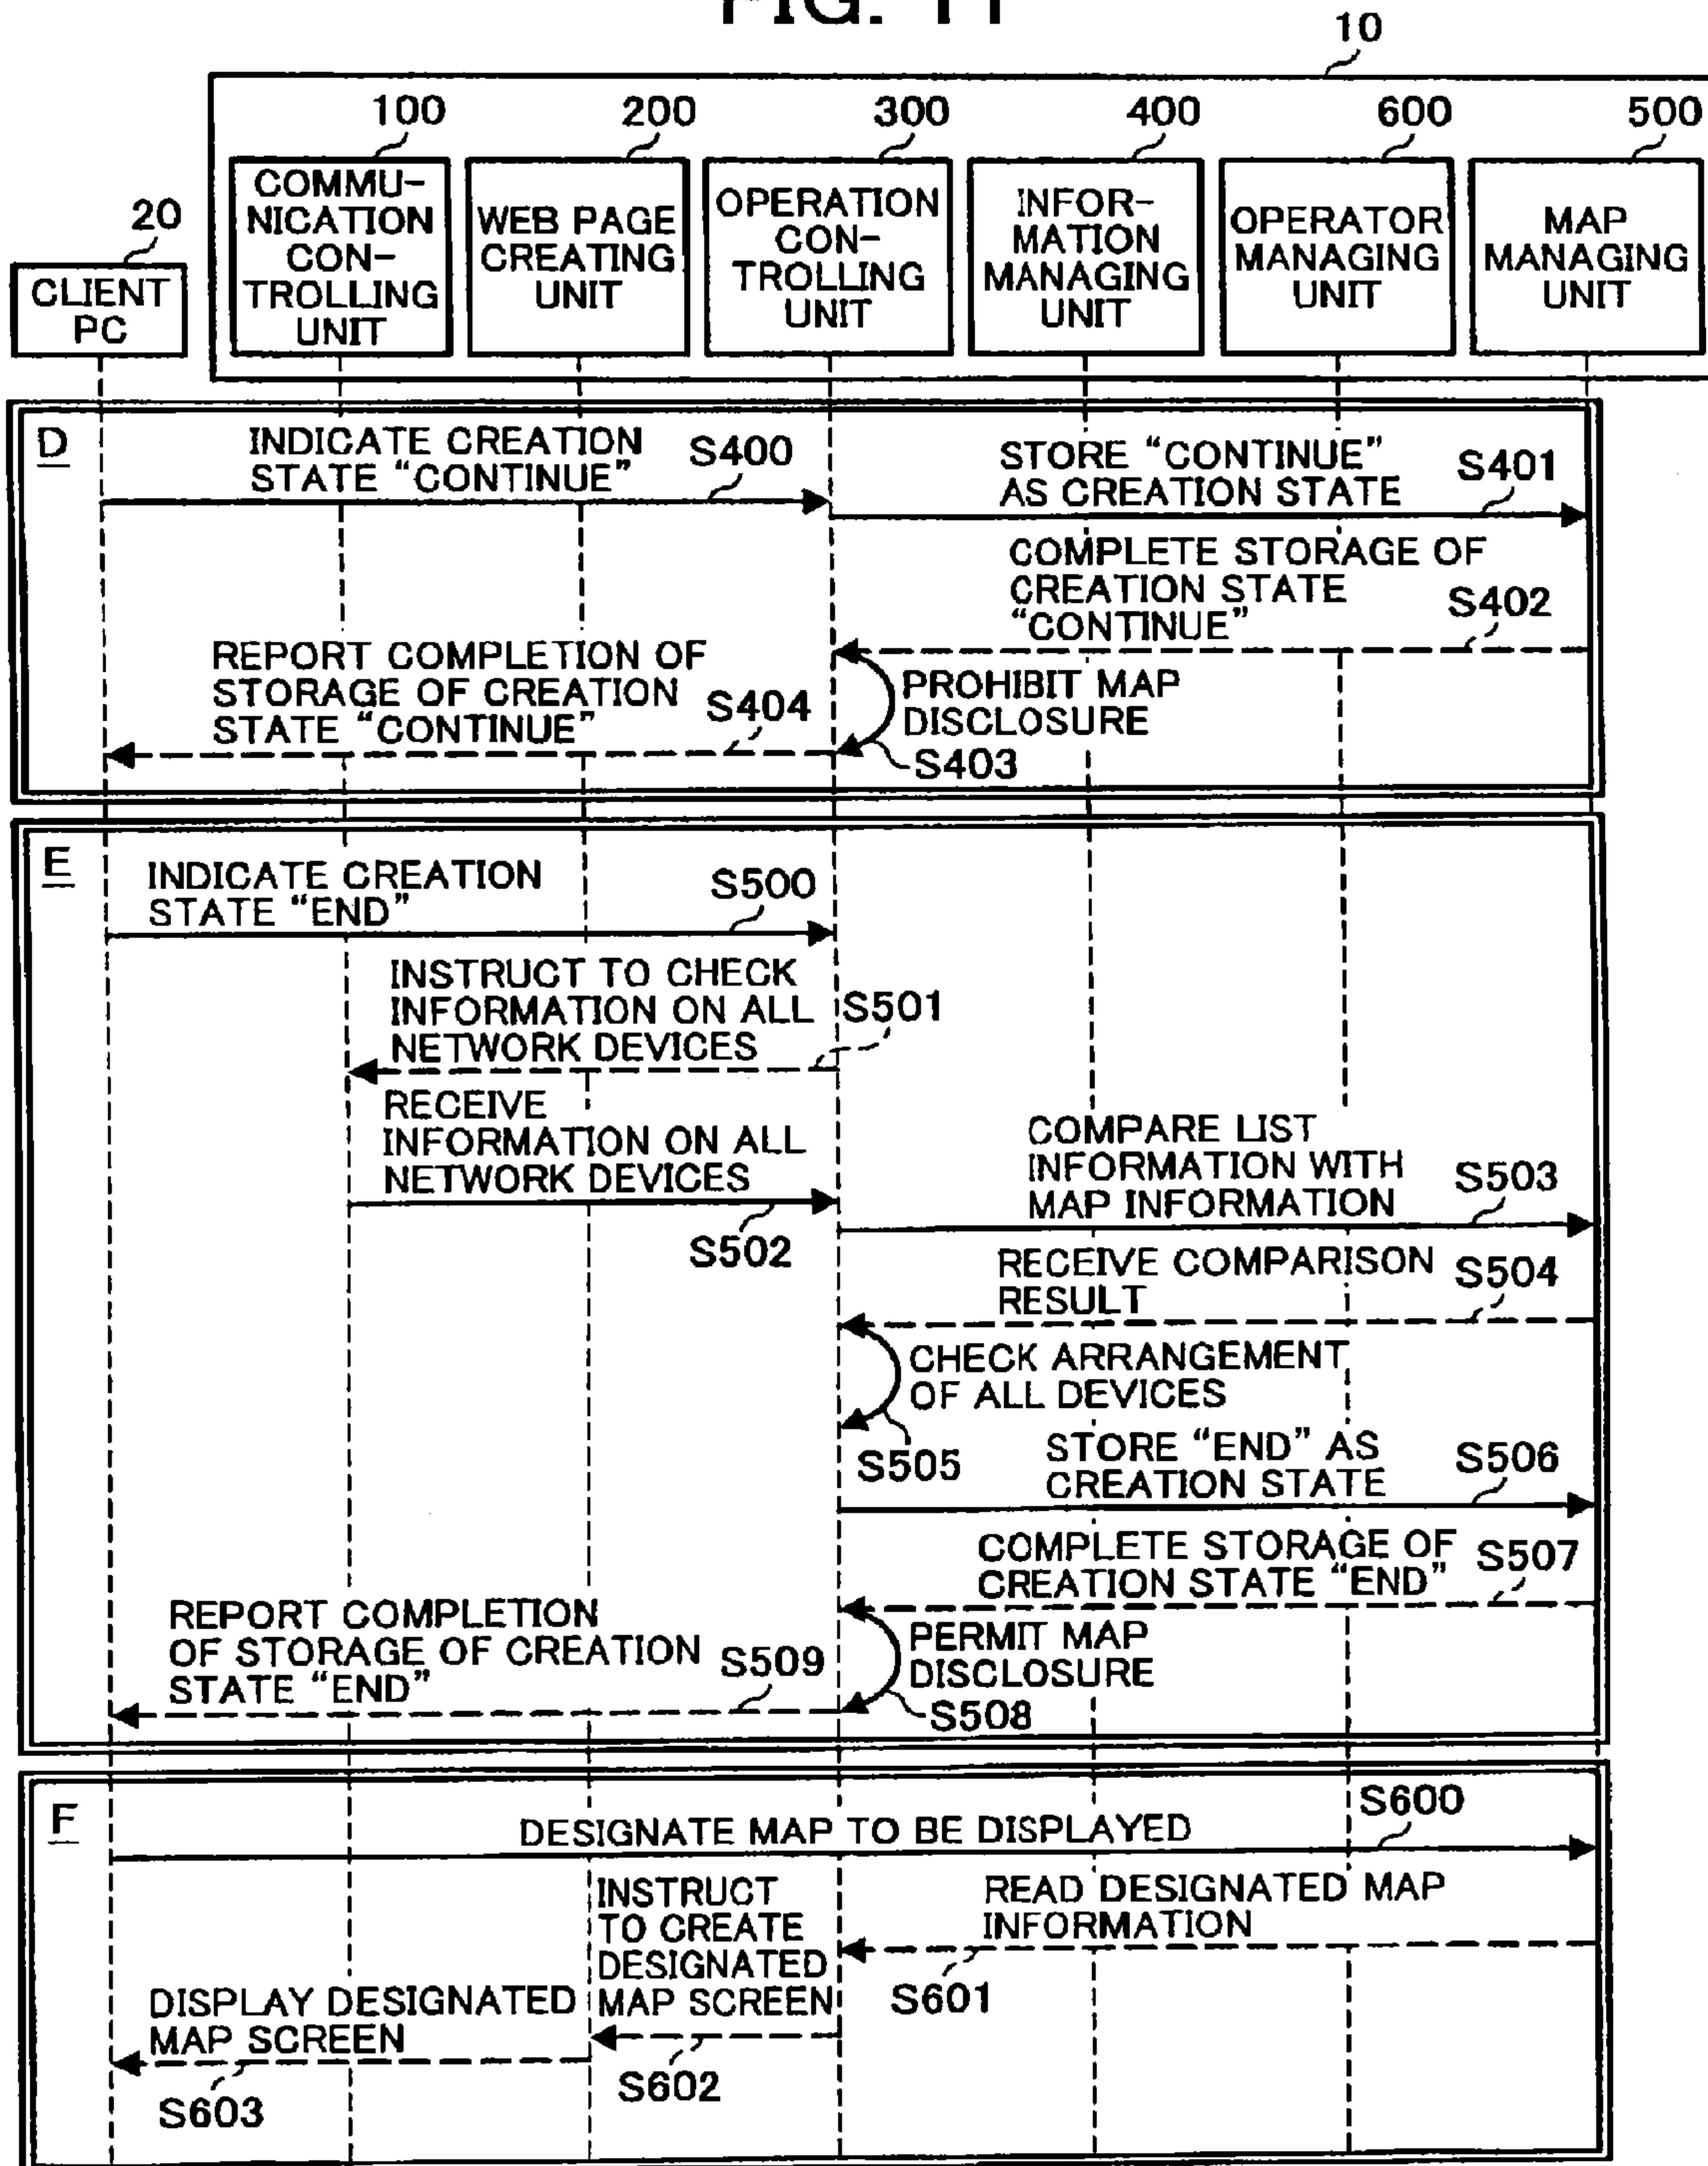 FIG. 11
10
100
200
300
400
600
500
20
CLIENT
PC
COMMU-
NICATION
CON-
TROLLING
UNIT
WEB PAGE
CREATING
UNIT
OPERATION
CON-
TROLLING
UNIT
INFOR-
MATION
MANAGING
UNIT
OPERATOR
MANAGING
UNIT
MAP
MANAGING
UNIT
D
INDICATE CREATION
STATE “CONTINUE”
S400
STORE “CONTINUE”
AS CREATION STATE
S401
COMPLETE STORAGE OF
CREATION STATE
“CONTINUE”
S402
PROHIBIT MAP
DISCLOSURE
S403
REPORT COMPLETION OF
STORAGE OF CREATION
STATE “CONTINUE”
S404
E
INDICATE CREATION
STATE “END”
S500
INSTRUCT TO CHECK
INFORMATION ON ALL
NETWORK DEVICES
S501
RECEIVE
INFORMATION ON ALL
NETWORK DEVICES
S502
COMPARE LIST
INFORMATION WITH
MAP INFORMATION
S503
RECEIVE COMPARISON
RESULT
S504
CHECK ARRANGEMENT
OF ALL DEVICES
S505
STORE “END” AS
CREATION STATE
S506
COMPLETE STORAGE OF
CREATION STATE “END”
S507
PERMIT MAP
DISCLOSURE
S508
REPORT COMPLETION
OF STORAGE OF CREATION
STATE “END”
S509
F
DESIGNATE MAP TO BE DISPLAYED
S600
READ DESIGNATED MAP
INFORMATION
S601
INSTRUCT
TO CREATE
DESIGNATED
MAP SCREEN
S602
DISPLAY DESIGNATED
MAP SCREEN
S603